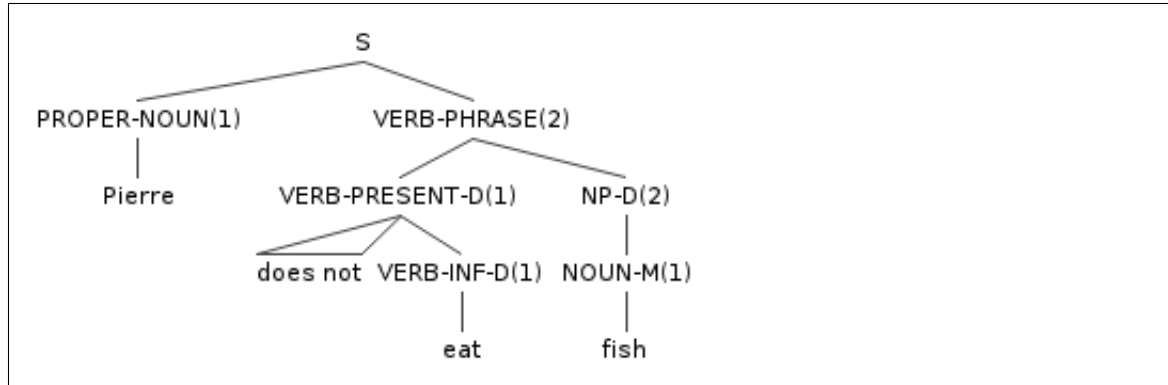 S
PROPER-NOUN(1) VERB-PHRASE(2)
Pierre VERB-PRESENT-D(1) NP-D(2)
does not VERB-INF-D(1) NOUN-M(1)
eat fish